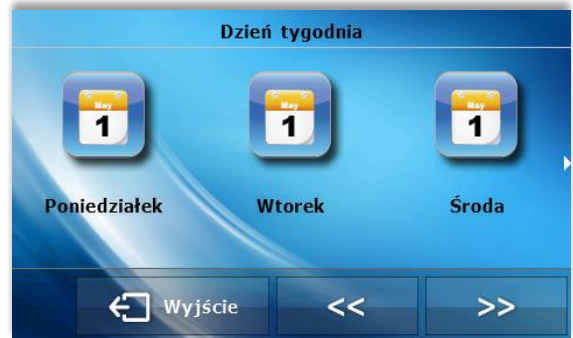 Dzień tygodnia
May May May
1 1 1
Poniedziałek Wtorek Środa
Wyjście << >>